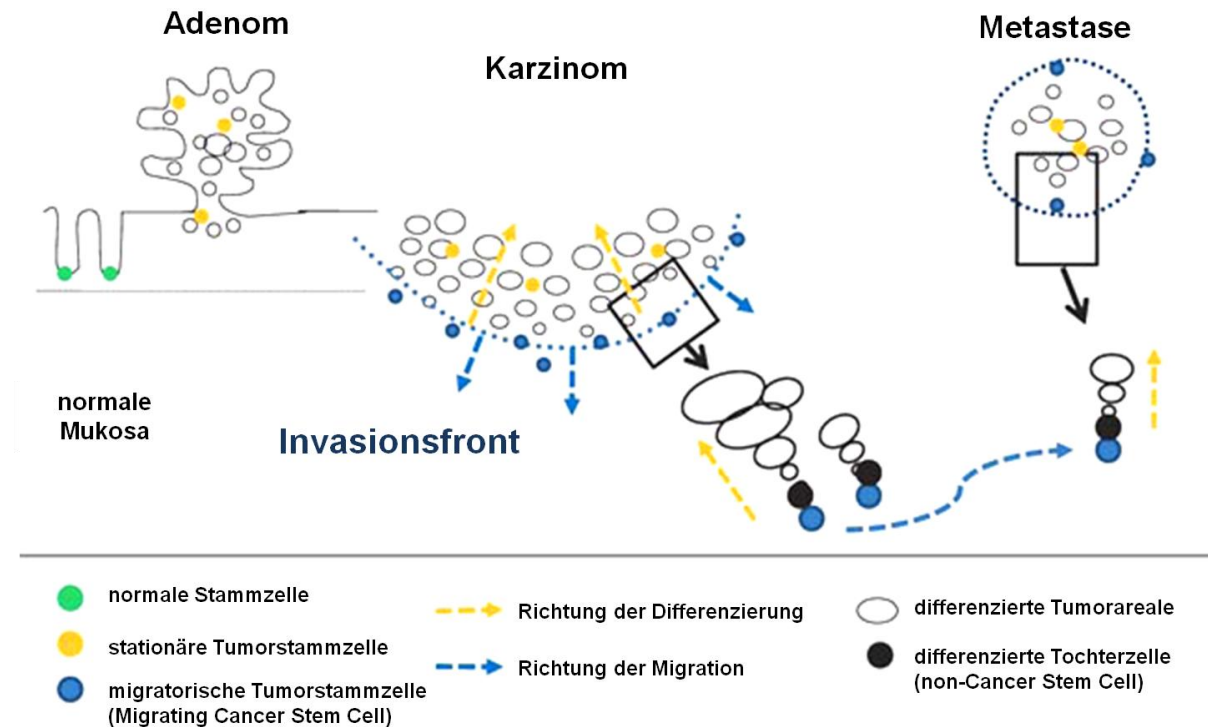 Adenom
Karzinom
Metastase
normale
Mukosa
Invasionsfront
normale Stammzelle
stationäre Tumorstammzelle
migratorische Tumorstammzelle
(Migrating Cancer Stem Cell)
Richtung der Differenzierung
Richtung der Migration
differenzierte Tumorareale
differenzierte Tochterzelle
(non-Cancer Stem Cell)